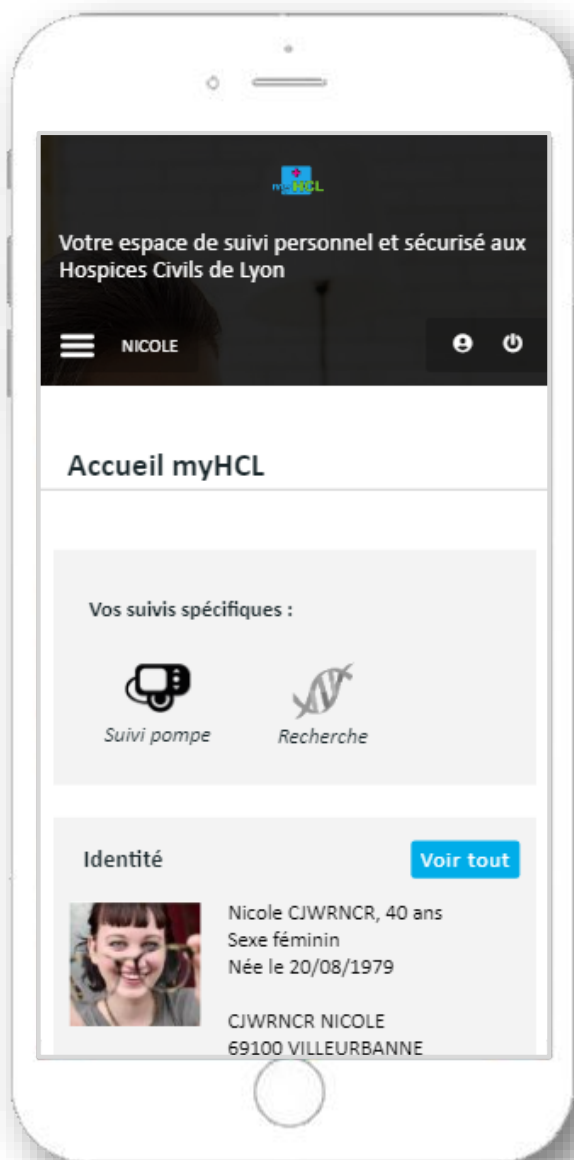 myHCL
Votre espace de suivi personnel et sécurisé aux
Hospices Civils de Lyon
NICOLE
Accueil myHCL
Vos suivis spécifiques :
Suivi pompe
Recherche
Identité
Voir tout
Nicole CJWRNCR, 40 ans
Sexe féminin
Née le 20/08/1979
CJWRNCR NICOLE
69100 VILLEURBANNE